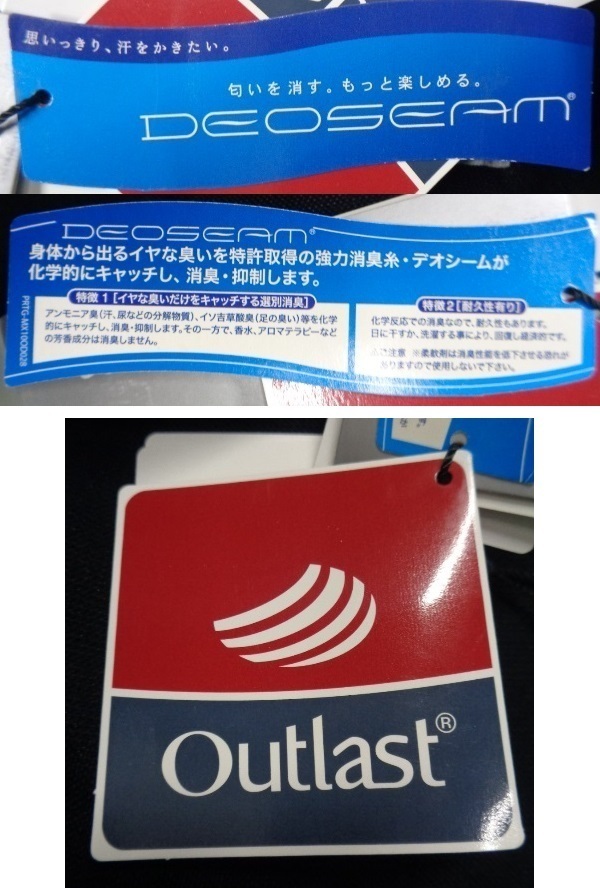 思いっきり、汗をかきたい。
匂いを消す。もっと楽しめる。
DEOSEAM®
DEOSEAM®
身体から出るイヤな臭いを特許取得の強力消臭糸・デオシームが
化学的にキャッチし、消臭・抑制します。
特徴1［イヤな臭いだけをキャッチする選別消臭］
アンモニア臭(汗、尿などの分解物質)、イソ吉草酸臭(足の臭い)等を化学
的にキャッチし、消臭・抑制します。その一方で、香水、アロマテラピーなど
の芳香成分は消臭しません。
特徴2［耐久性有り］
化学反応での消臭なので、耐久性もあります。
日に干すか、洗濯する事により、回復し経済的です。
注意 ※柔軟剤は消臭性能を低下させる恐れが
ありますので使用しないで下さい。
PRTG-MX10OD028
Outlast®